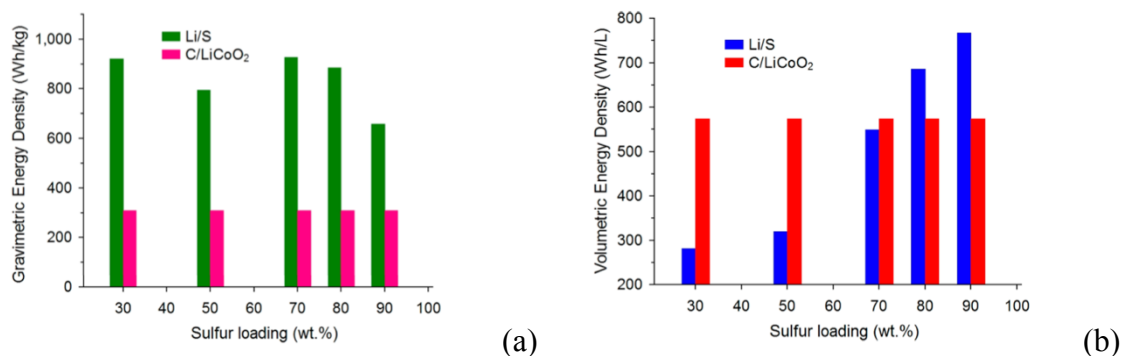 Gravimetric Energy Density (Wh/kg)
1,000
800
600
400
200
0
Li/S
C/LiCoO₂
30 40 50 60 70 80 90 100
Sulfur loading (wt.%)
(a)
Volumetric Energy Density (Wh/L)
800
700
600
500
400
300
200
Li/S
C/LiCoO₂
30 40 50 60 70 80 90 100
Sulfur loading (wt.%)
(b)